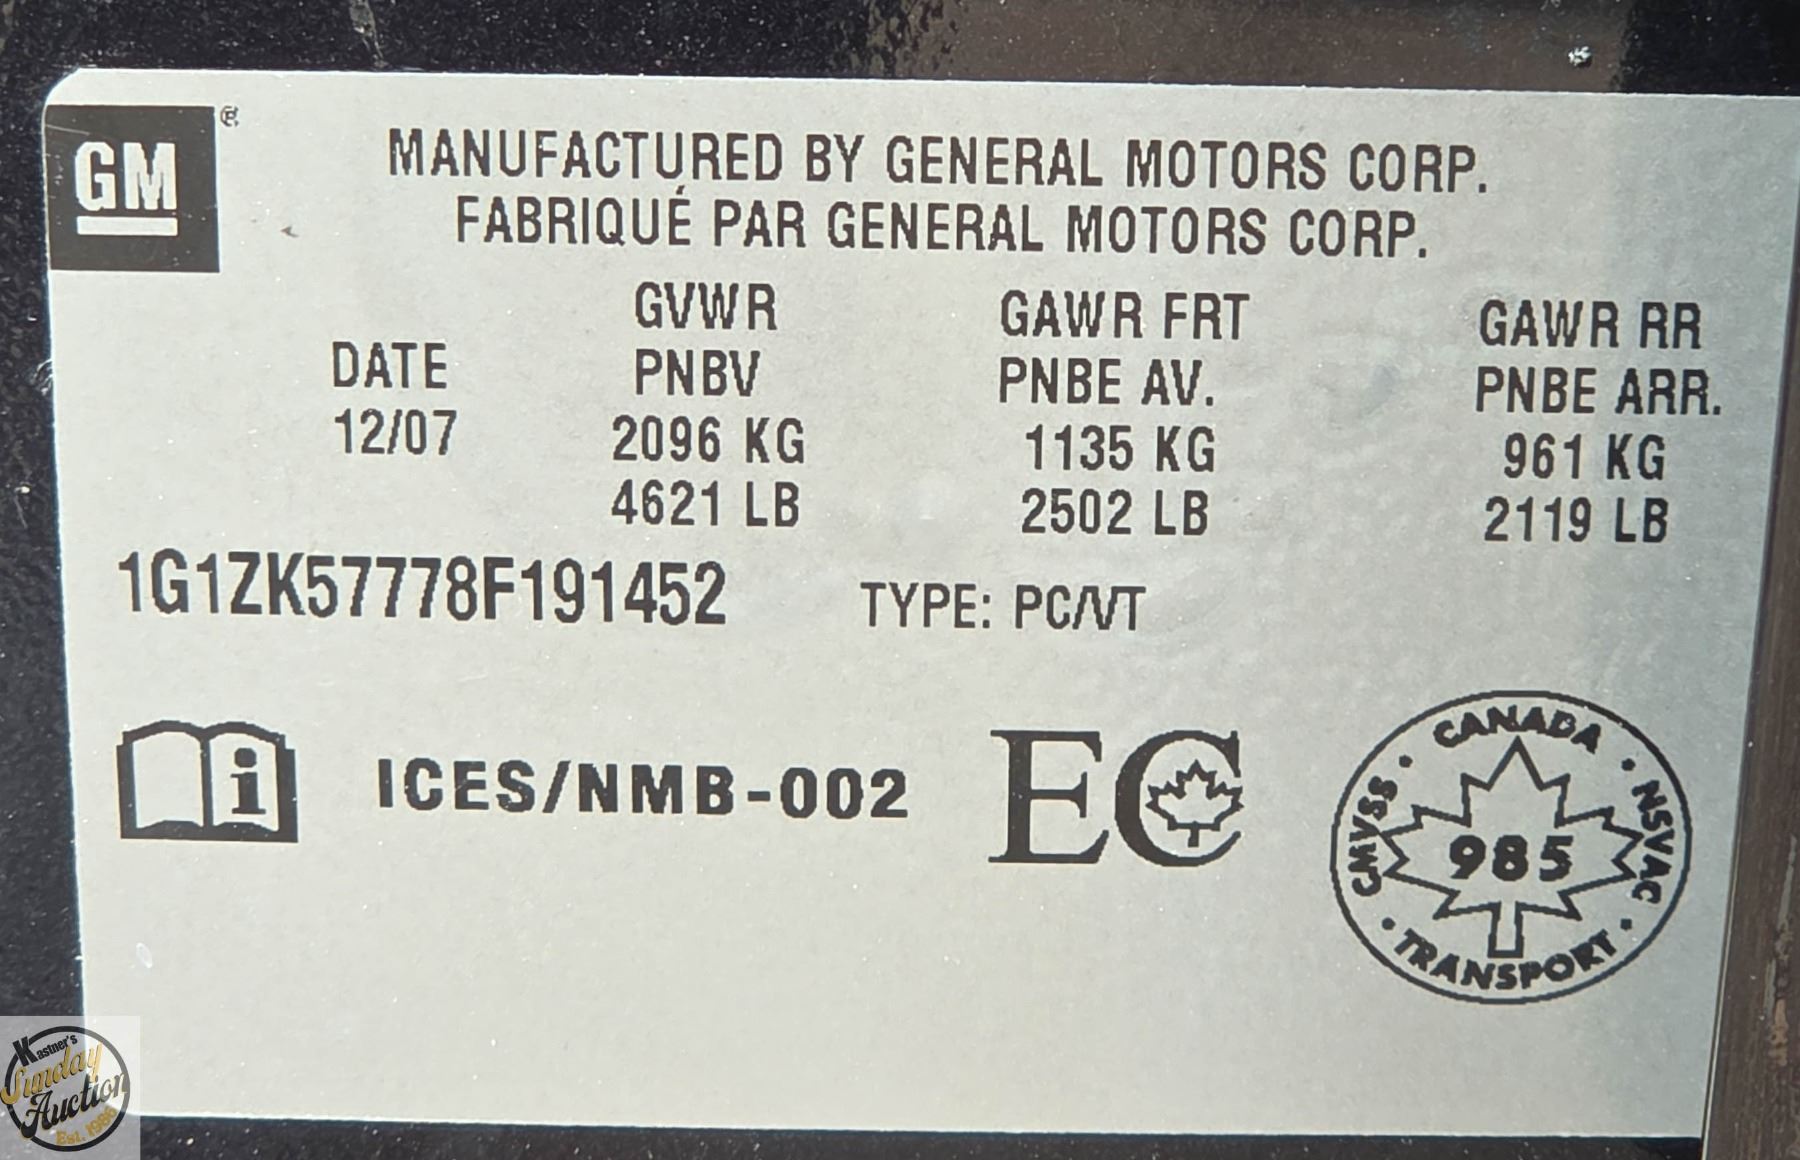 GM ®
MANUFACTURED BY GENERAL MOTORS CORP.
FABRIQUÉ PAR GENERAL MOTORS CORP.
DATE
12/07
GVWR
PNBV
2096 KG
4621 LB
GAWR FRT
PNBE AV.
1135 KG
2502 LB
GAWR RR
PNBE ARR.
961 KG
2119 LB
1G1ZK57778F191452 TYPE: PC/VT
i ICES/NMB-002 EC
CANADA · NSVAC · TRANSPORT · CMVSS ·
985
Kastner's
Sunday
Auction
Est. 1986